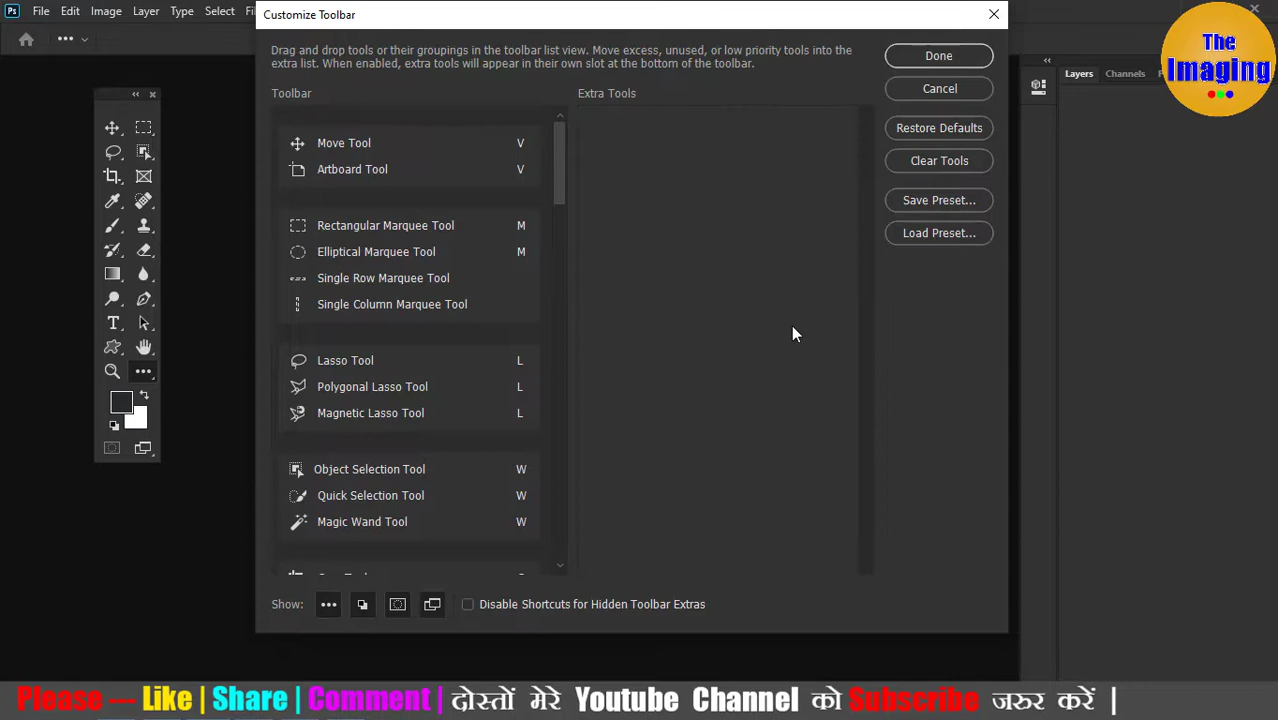 Ps File Edit Image Layer Type Select
Customize Toolbar
The
Imaging
Drag and drop tools or their groupings in the toolbar list view. Move excess, unused, or low priority tools into the
extra list. When enabled, extra tools will appear in their own slot at the bottom of the toolbar.
Done
Cancel
Restore Defaults
Clear Tools
Save Preset...
Load Preset...
Layers Channels
Toolbar
Extra Tools
Move Tool V
Artboard Tool V
Rectangular Marquee Tool M
Elliptical Marquee Tool M
Single Row Marquee Tool
Single Column Marquee Tool
Lasso Tool L
Polygonal Lasso Tool L
Magnetic Lasso Tool L
Object Selection Tool W
Quick Selection Tool W
Magic Wand Tool W
Show:
Disable Shortcuts for Hidden Toolbar Extras
Please --- Like | Share | Comment | दोस्तों मेरे Youtube Channel को Subscribe जरुर करें |